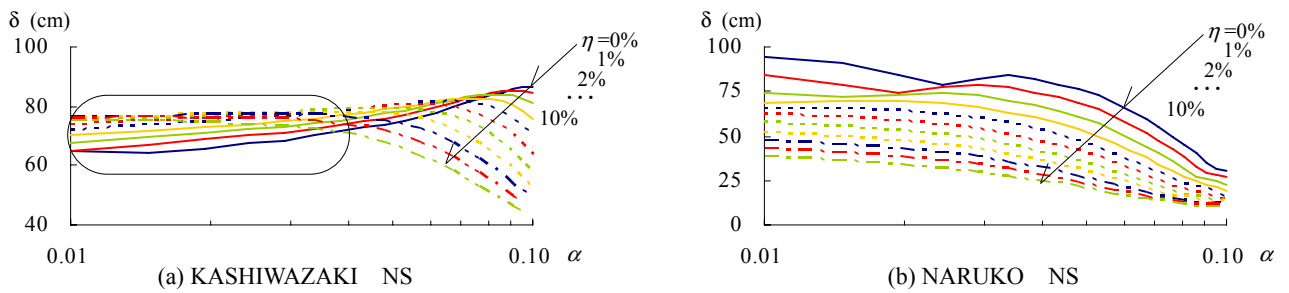 δ (cm)
100
80
60
40
0.01
0.10
α
η =0%
1%
2%
...
10%
(a) KASHIWAZAKI NS
δ (cm)
100
75
50
25
0
0.01
0.10
α
η =0%
1%
2%
...
10%
(b) NARUKO NS